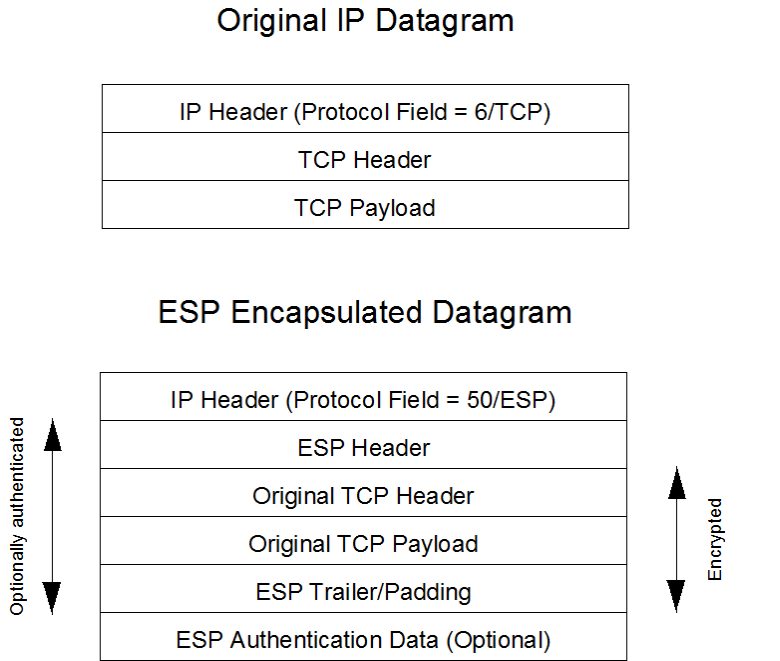 Original IP Datagram
IP Header (Protocol Field = 6/TCP)
TCP Header
TCP Payload
ESP Encapsulated Datagram
IP Header (Protocol Field = 50/ESP)
ESP Header
Original TCP Header
Original TCP Payload
ESP Trailer/Padding
ESP Authentication Data (Optional)
Optionally authenticated
Encrypted